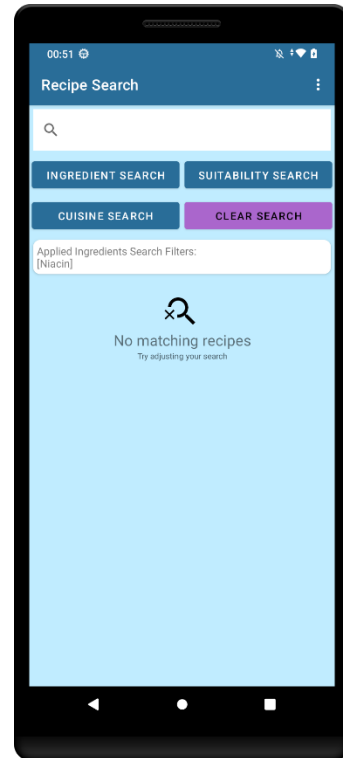 00:51
Recipe Search
INGREDIENT SEARCH SUITABILITY SEARCH
CUISINE SEARCH CLEAR SEARCH
Applied Ingredients Search Filters:
[Niacin]
No matching recipes
Try adjusting your search